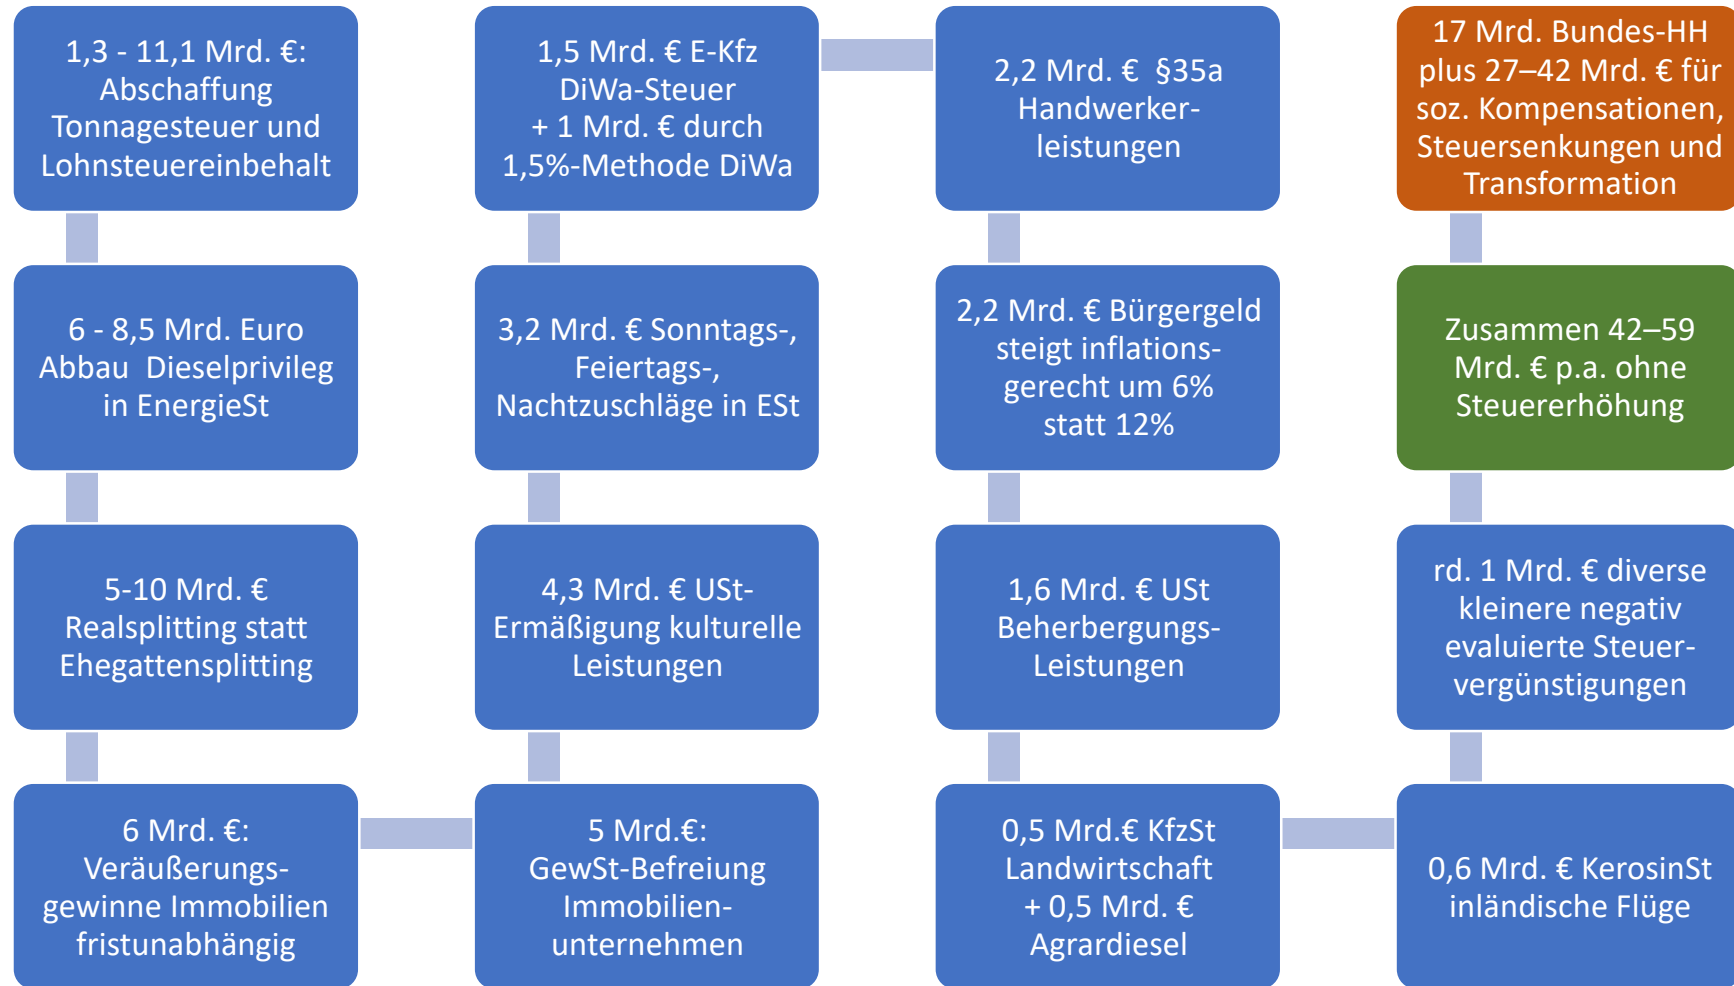 1,3 - 11,1 Mrd. €:
Abschaffung
Tonnagesteuer und
Lohnsteuereinbehalt
6 - 8,5 Mrd. Euro
Abbau  Dieselprivileg
in EnergieSt
5-10 Mrd. €
Realsplitting statt
Ehegattensplitting
6 Mrd. €:
Veräußerungs-
gewinne Immobilien
fristunabhängig
5 Mrd.€:
GewSt-Befreiung
Immobilien-
unternehmen
4,3 Mrd. € USt-
Ermäßigung kulturelle
Leistungen
3,2 Mrd. € Sonntags-,
Feiertags-,
Nachtzuschläge in ESt
1,5 Mrd. € E-Kfz
DiWa-Steuer
+ 1 Mrd. € durch
1,5%-Methode DiWa
2,2 Mrd. €  §35a
Handwerker-
leistungen
2,2 Mrd. € Bürgergeld
steigt inflations-
gerecht um 6%
statt 12%
1,6 Mrd. € USt
Beherbergungs-
Leistungen
0,5 Mrd.€ KfzSt
Landwirtschaft
+ 0,5 Mrd. €
Agrardiesel
0,6 Mrd. € KerosinSt
inländische Flüge
rd. 1 Mrd. € diverse
kleinere negativ
evaluierte Steuer-
vergünstigungen
Zusammen 42–59
Mrd. € p.a. ohne
Steuererhöhung
17 Mrd. Bundes-HH
plus 27–42 Mrd. € für
soz. Kompensationen,
Steuersenkungen und
Transformation